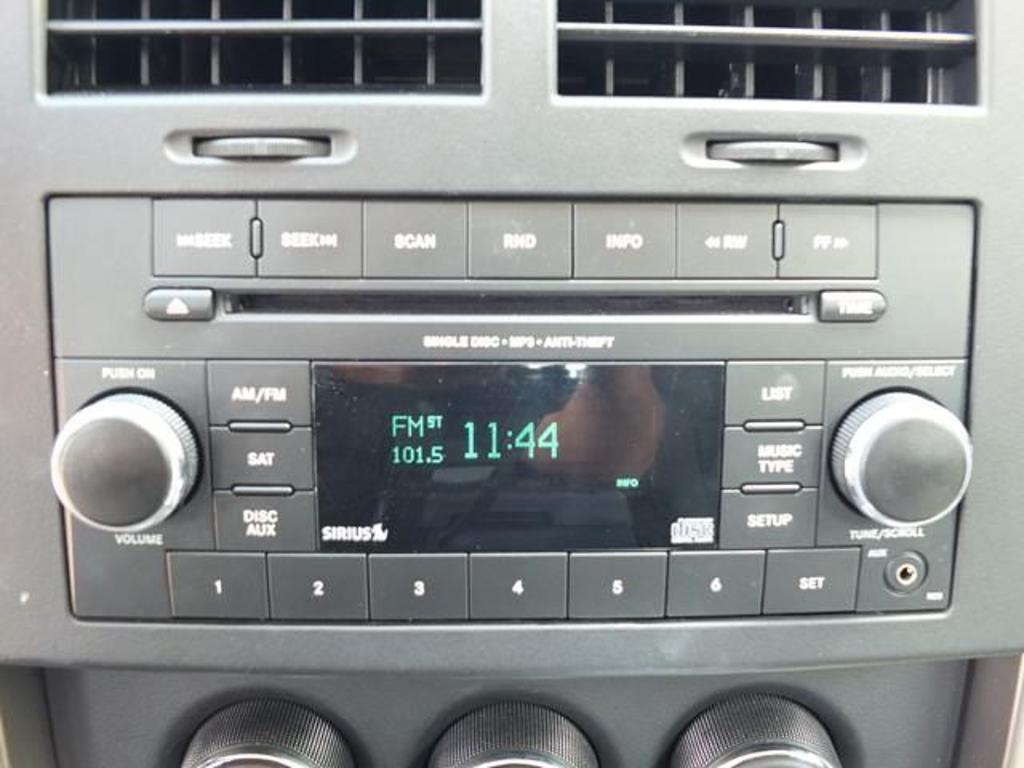 SEEK SEEK SCAN RND INFO RW FF
TIME
SINGLE DISC • MP3 • ANTI-THEFT
PUSH ON
PUSH AUDIO/SELECT
AM/FM
LIST
FM ST
101.5
11:44
SAT
MUSIC
TYPE
INFO
DISC
AUX
SETUP
SIRIUS
disc
VOLUME
TUNE/SCROLL
AUX
1 2 3 4 5 6 SET